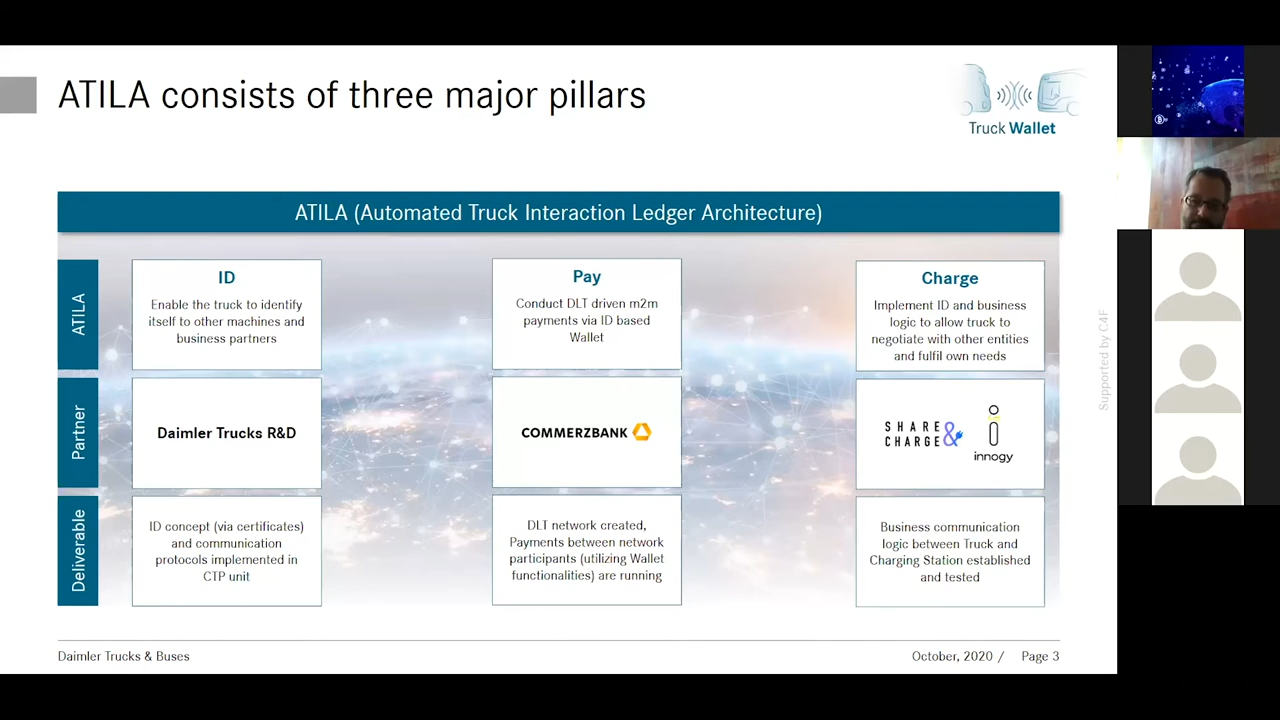 ATILA consists of three major pillars
Truck Wallet
ATILA (Automated Truck Interaction Ledger Architecture)
ATILA
ID
Enable the truck to identify
itself to other machines and
business partners
Pay
Conduct DLT driven m2m
payments via ID based
Wallet
Charge
Implement ID and business
logic to allow truck to
negotiate with other entities
and fulfil own needs
Partner
Daimler Trucks R&D
COMMERZBANK
SHARE
CHARGE&
innogy
Deliverable
ID concept (via certificates)
and communication
protocols implemented in
CTP unit
DLT network created,
Payments between network
participants (utilizing Wallet
functionalities) are running
Business communication
logic between Truck and
Charging Station established
and tested
Supported by C4F
Daimler Trucks & Buses
October, 2020 / Page 3